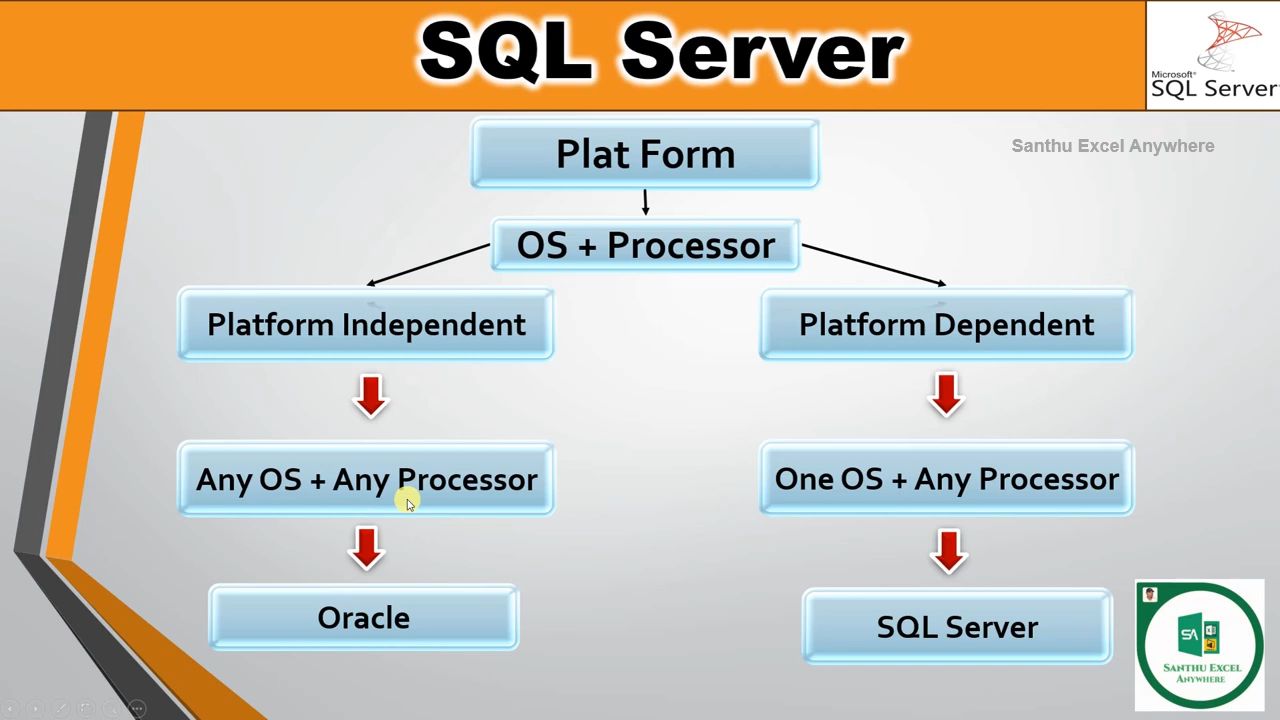 SQL Server
Microsoft®
SQL Server
Santhu Excel Anywhere
Plat Form
OS + Processor
Platform Independent
Platform Dependent
Any OS + Any Processor
One OS + Any Processor
Oracle
SQL Server
SA
SANTHU EXCEL
ANYWHERE